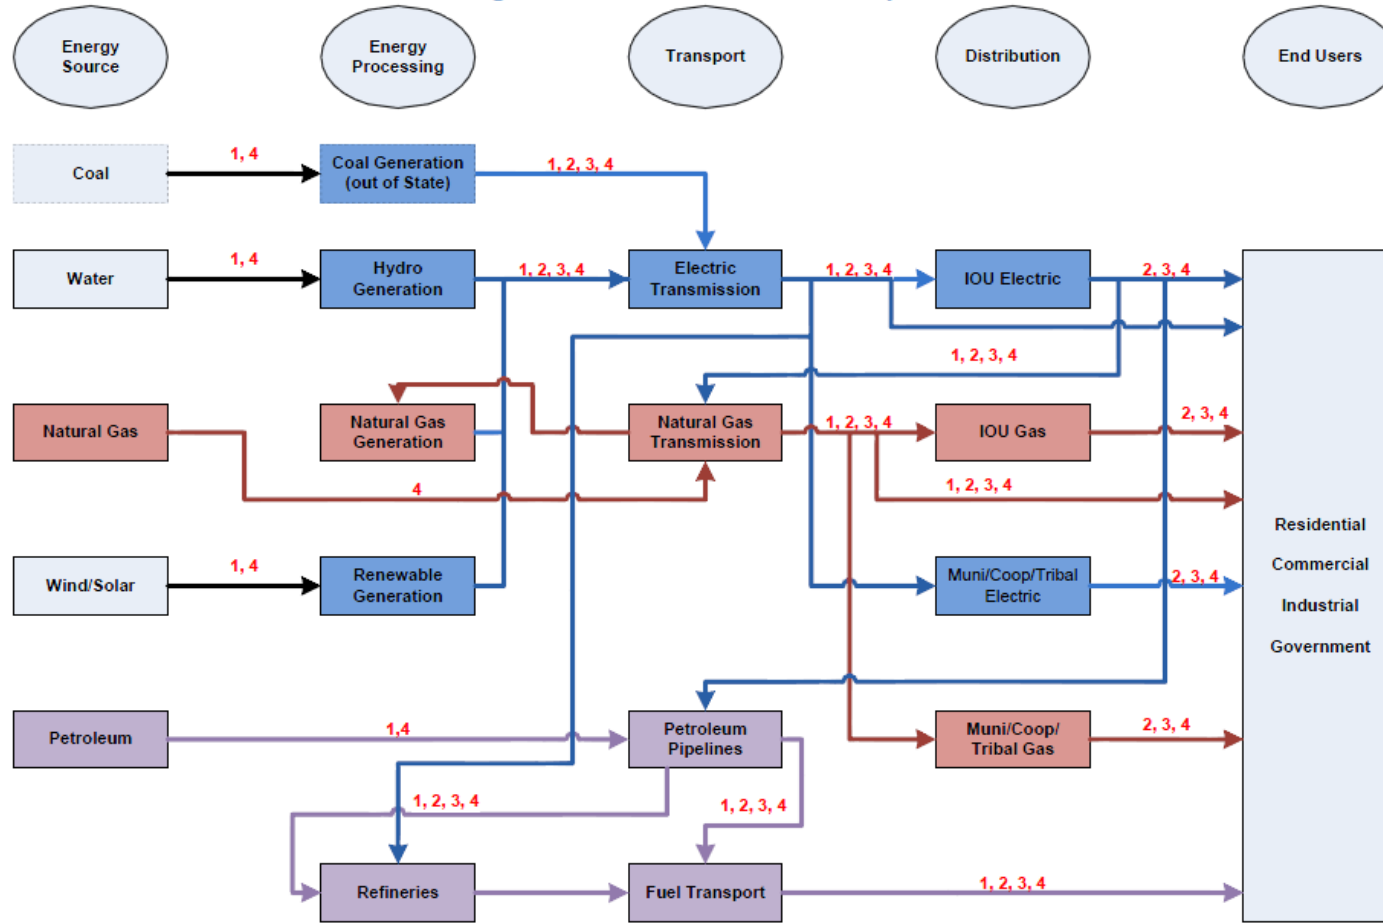 Energy
Source
Energy
Processing
Transport
Distribution
End Users
Coal
1, 4
Coal Generation
(out of State)
1, 2, 3, 4
Water
1, 4
Hydro
Generation
1, 2, 3, 4
Electric
Transmission
1, 2, 3, 4
IOU Electric
2, 3, 4
1, 2, 3, 4
Natural Gas
Natural Gas
Generation
Natural Gas
Transmission
1, 2, 3, 4
IOU Gas
2, 3, 4
4
1, 2, 3, 4
Wind/Solar
1, 4
Renewable
Generation
Muni/Coop/Tribal
Electric
2, 3, 4
Residential
Commercial
Industrial
Government
Petroleum
1,4
Petroleum
Pipelines
Muni/Coop/
Tribal Gas
2, 3, 4
1, 2, 3, 4
1, 2, 3, 4
Refineries
Fuel Transport
1, 2, 3, 4